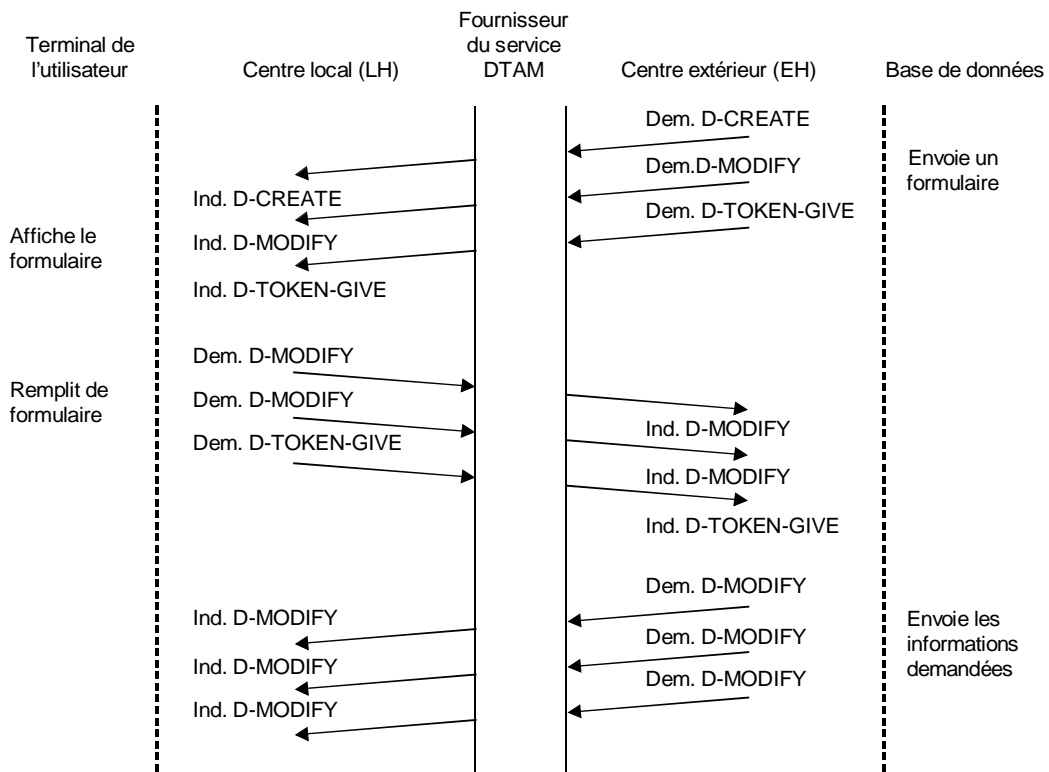 Fournisseur
du service
DTAM
Terminal de
l'utilisateur
Centre local (LH)
Centre extérieur (EH)
Base de données
Dem. D-CREATE
Dem.D-MODIFY
Dem. D-TOKEN-GIVE
Envoie un
formulaire
Ind. D-CREATE
Ind. D-MODIFY
Ind. D-TOKEN-GIVE
Affiche le
formulaire
Dem. D-MODIFY
Dem. D-MODIFY
Dem. D-TOKEN-GIVE
Remplit de
formulaire
Ind. D-MODIFY
Ind. D-MODIFY
Ind. D-TOKEN-GIVE
Dem. D-MODIFY
Dem. D-MODIFY
Dem. D-MODIFY
Envoie les
informations
demandées
Ind. D-MODIFY
Ind. D-MODIFY
Ind. D-MODIFY